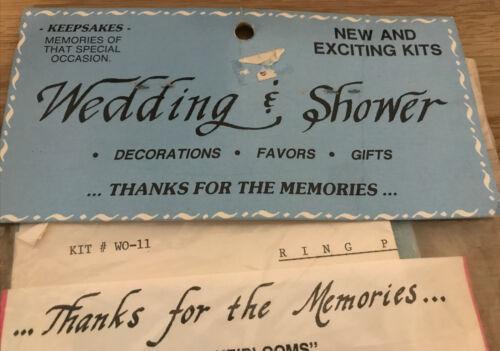 - KEEPSAKES -
MEMORIES OF
THAT SPECIAL
OCCASION.
NEW AND
EXCITING KITS
Wedding & Shower
• DECORATIONS • FAVORS • GIFTS
... THANKS FOR THE MEMORIES ...
KIT # WO-11
RING P
... Thanks for the Memories...